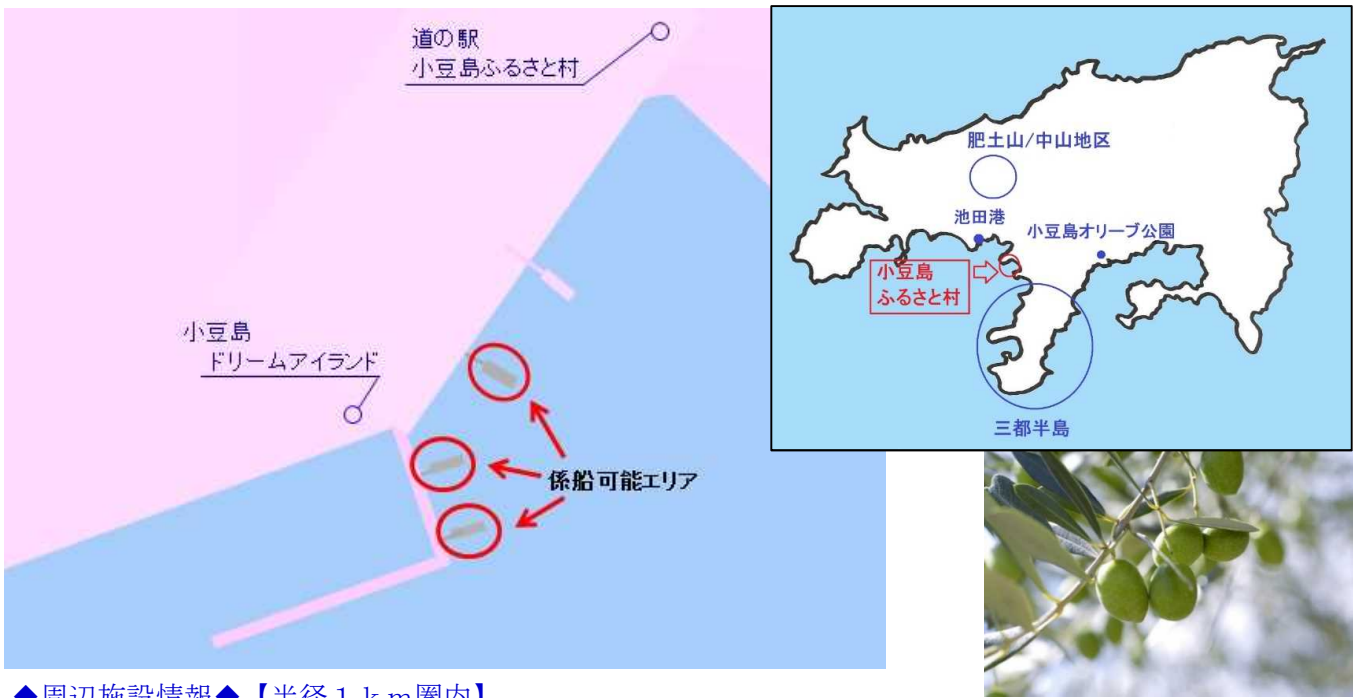 道の駅
小豆島ふるさと村
小豆島
ドリームアイランド
係船可能エリア
肥土山/中山地区
池田港
小豆島オリーブ公園
小豆島
ふるさと村
三都半島
◆周辺施設情報◆【半径１ｋｍ圏内】